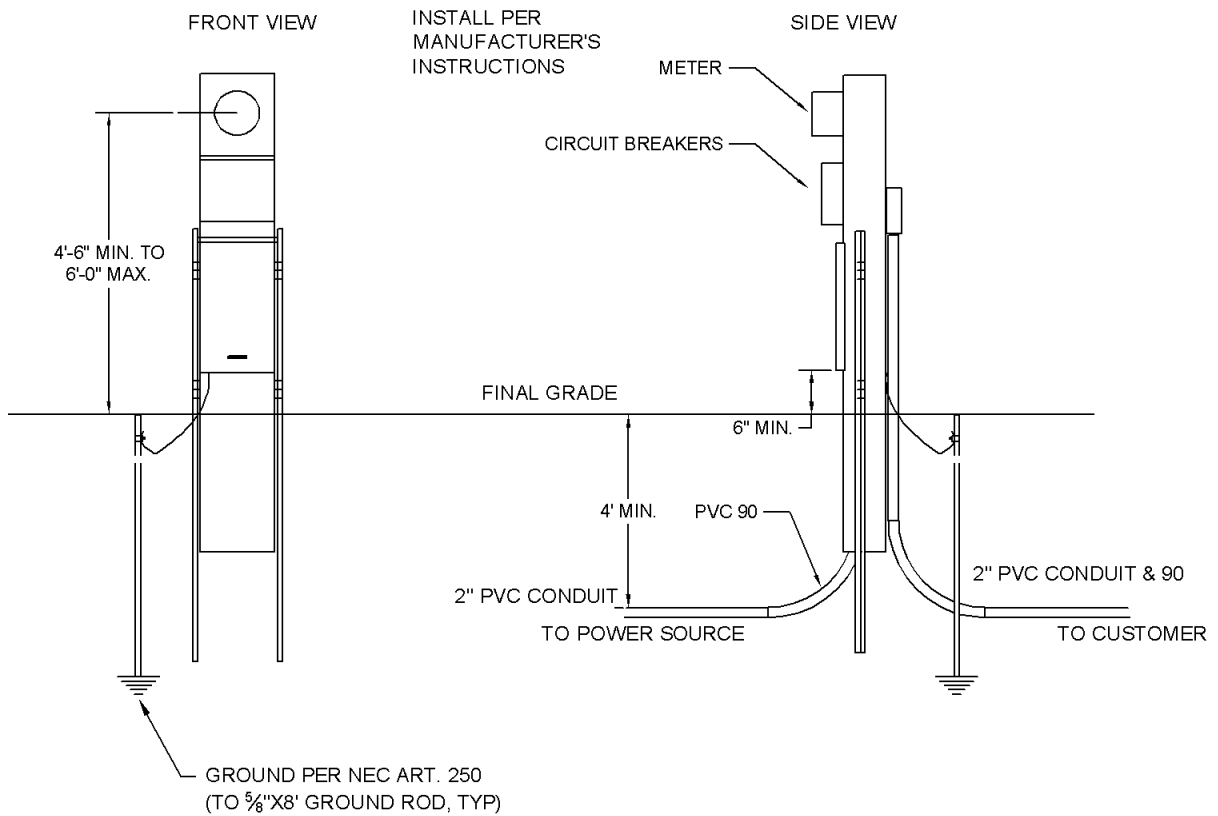 FRONT VIEW
INSTALL PER
MANUFACTURER'S
INSTRUCTIONS
SIDE VIEW
METER
CIRCUIT BREAKERS
4'-6" MIN. TO
6'-0" MAX.
FINAL GRADE
6" MIN.
4' MIN.
PVC 90
2" PVC CONDUIT
TO POWER SOURCE
2" PVC CONDUIT & 90
TO CUSTOMER
GROUND PER NEC ART. 250
(TO ⅝"X8' GROUND ROD, TYP)